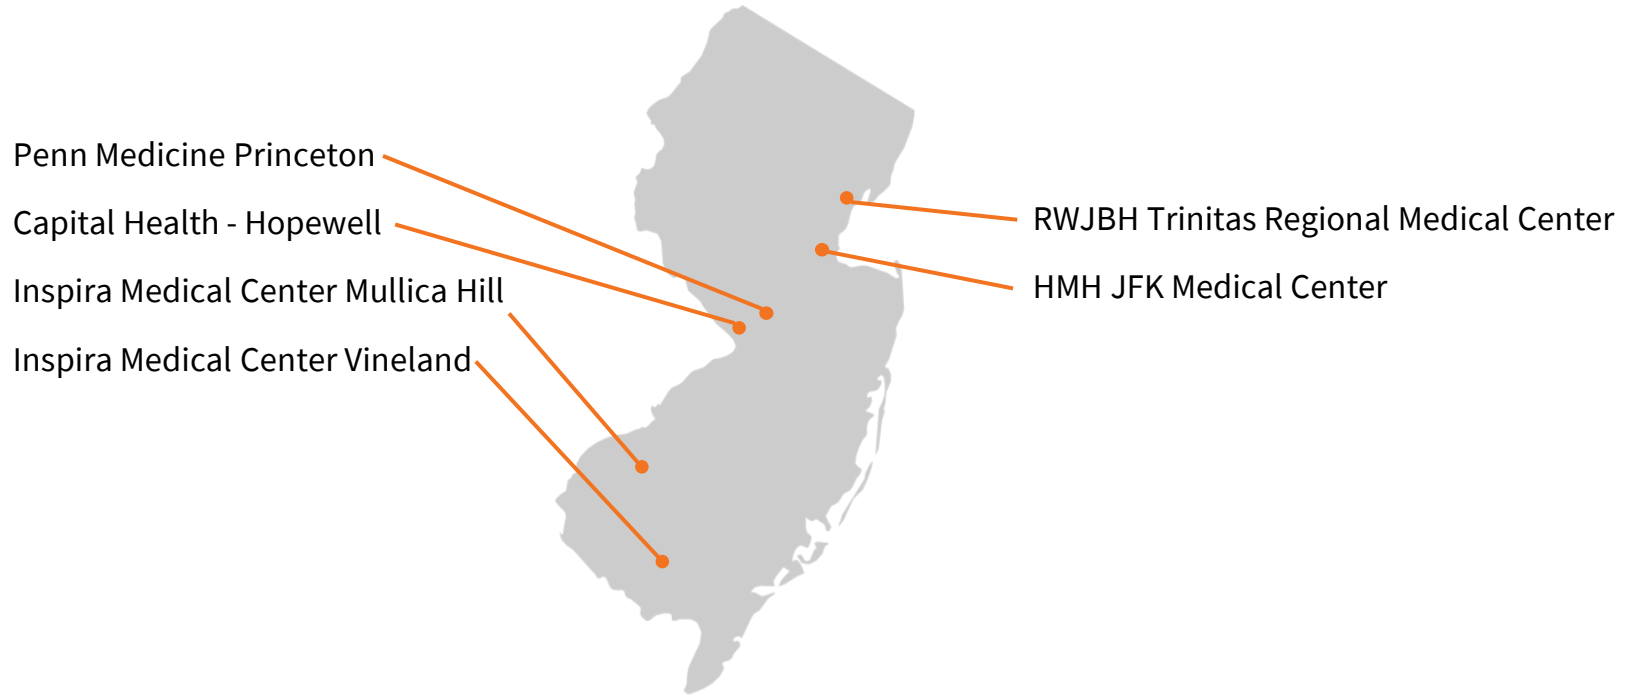 Penn Medicine Princeton
Capital Health - Hopewell
Inspira Medical Center Mullica Hill
Inspira Medical Center Vineland
RWJBH Trinitas Regional Medical Center
HMH JFK Medical Center